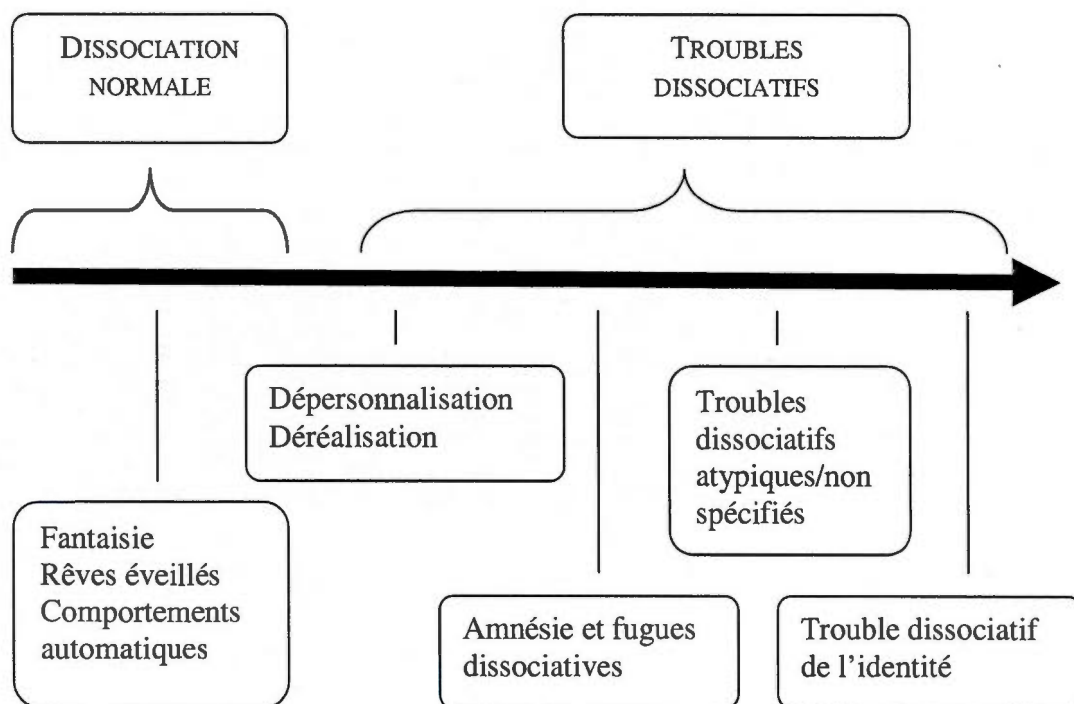 DISSOCIATION
NORMALE
TROUBLES
DISSOCIATIFS
Dépersonnalisation
Déréalisation
Troubles
dissociatifs
atypiques/non
spécifiés
Fantaisie
Rêves éveillés
Comportements
automatiques
Amnésie et fugues
dissociatives
Trouble dissociatif
de l'identité